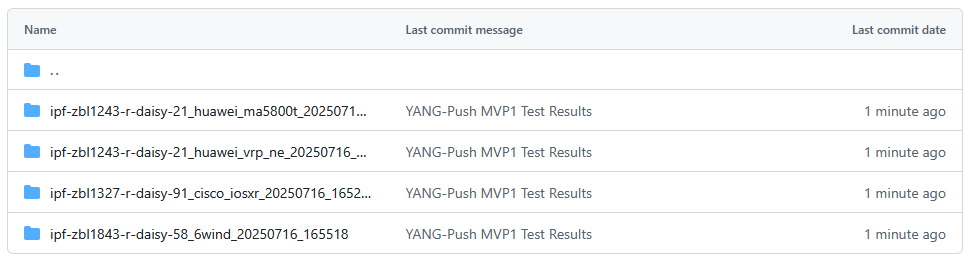 Name Last commit message Last commit date
..
ipf-zbl1243-r-daisy-21_huawei_ma5800t_2025071... YANG-Push MVP1 Test Results 1 minute ago
ipf-zbl1243-r-daisy-21_huawei_vrp_ne_20250716_... YANG-Push MVP1 Test Results 1 minute ago
ipf-zbl1327-r-daisy-91_cisco_iosxr_20250716_1652... YANG-Push MVP1 Test Results 1 minute ago
ipf-zbl1843-r-daisy-58_6wind_20250716_165518 YANG-Push MVP1 Test Results 1 minute ago